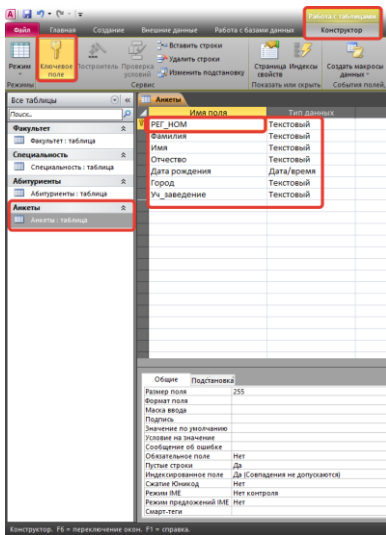 Работа с таблицами
Файл Главная Создание Внешние данные Работа с базами данных Конструктор
Режим
Ключевое поле
Построитель
Проверка условий
Вставить строки
Удалить строки
Изменить подстановку
Страница свойств
Индексы
Создать макросы данных
Режимы Сервис Показать или скрыть События полей,
Все таблицы
Поиск...
Факультет
Факультет : таблица
Специальность
Специальность : таблица
Абитуриенты
Абитуриенты : таблица
Анкеты
Анкеты : таблица
Анкеты
Имя поля Тип данных
РЕГ_НОМ Текстовый
Фамилия Текстовый
Имя Текстовый
Отчество Текстовый
Дата рождения Дата/время
Город Текстовый
Уч_заведение Текстовый
Общие Подстановка
Размер поля 255
Формат поля
Маска ввода
Подпись
Значение по умолчанию
Условие на значение
Сообщение об ошибке
Обязательное поле Нет
Пустые строки Да
Индексированное поле Да (Совпадения не допускаются)
Сжатие Юникод Нет
Режим IME Нет контроля
Режим предложений IME Нет
Смарт-теги
Конструктор. F6 = переключение окон. F1 = справка.